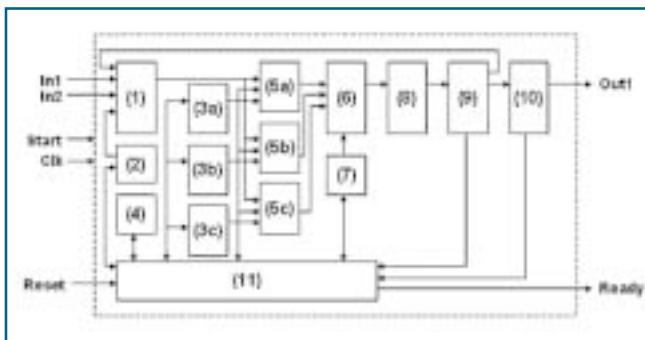 In1
In2
Start
Clk
Reset
(1)
(2)
(4)
(3a)
(3b)
(3c)
(5a)
(5b)
(5c)
(6)
(7)
(8)
(9)
(10)
(11)
Out1
Ready